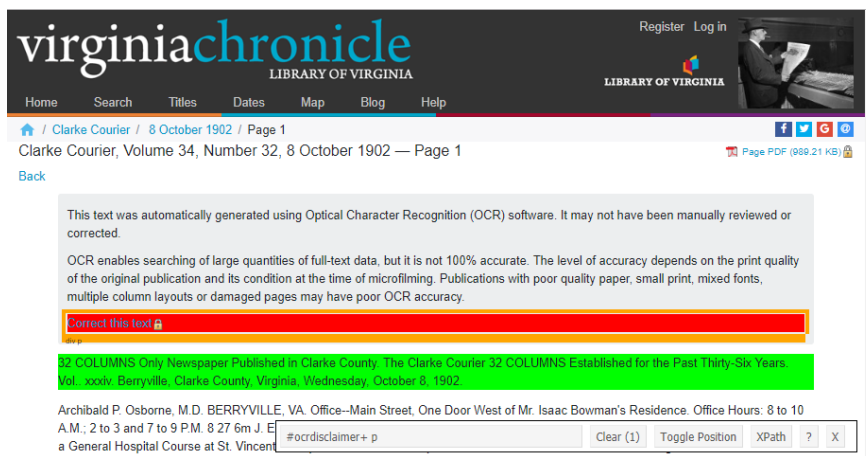 virginiachronicle
LIBRARY OF VIRGINIA
Register Log in
LIBRARY OF VIRGINIA
Home Search Titles Dates Map Blog Help
/ Clarke Courier / 8 October 1902 / Page 1
Clarke Courier, Volume 34, Number 32, 8 October 1902 — Page 1
Page PDF (989.21 KB)
Back
This text was automatically generated using Optical Character Recognition (OCR) software. It may not have been manually reviewed or
corrected.
OCR enables searching of large quantities of full-text data, but it is not 100% accurate. The level of accuracy depends on the print quality
of the original publication and its condition at the time of microfilming. Publications with poor quality paper, small print, mixed fonts,
multiple column layouts or damaged pages may have poor OCR accuracy.
Correct this text
div p
32 COLUMNS Only Newspaper Published in Clarke County. The Clarke Courier 32 COLUMNS Established for the Past Thirty-Six Years.
Vol.. xxxiv. Berryville, Clarke County, Virginia, Wednesday, October 8, 1902.
Archibald P. Osborne, M.D. BERRYVILLE, VA. Office--Main Street, One Door West of Mr. Isaac Bowman's Residence. Office Hours: 8 to 10
A.M.; 2 to 3 and 7 to 9 P.M. 8 27 6m J. E
a General Hospital Course at St. Vincent
#ocrdisclaimer+ p
Clear (1) Toggle Position XPath ? X